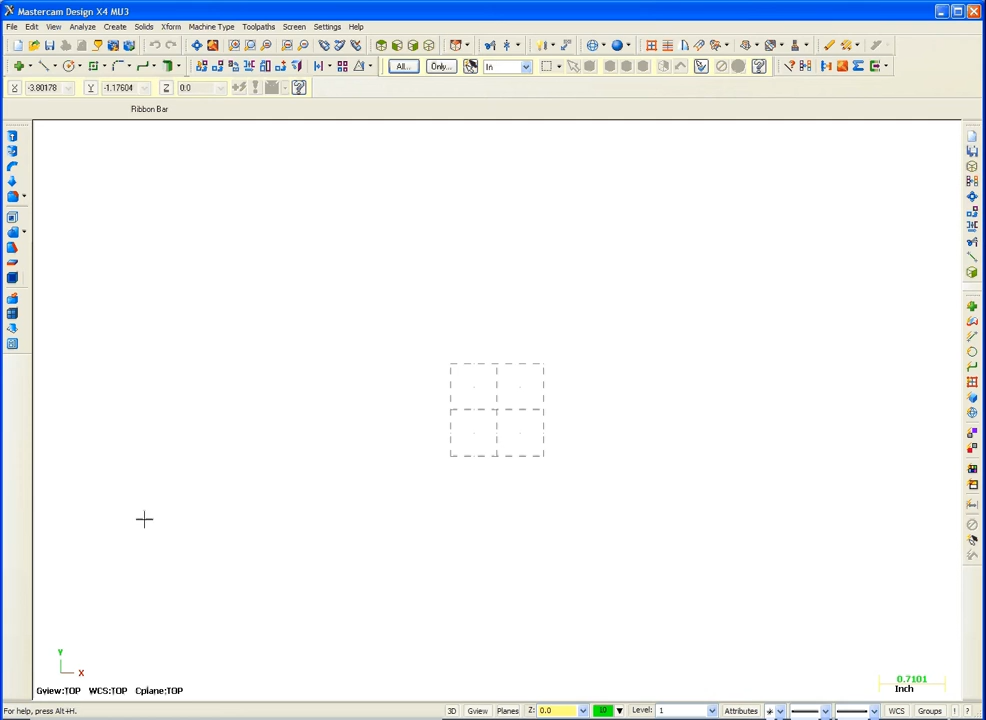 Mastercam Design X4 MU3
File Edit View Analyze Create Solids Xform Machine Type Toolpaths Screen Settings Help
All... Only... In
X -3.80178 Y -1.17604 Z 0.0
Ribbon Bar
Y
X
Gview:TOP WCS:TOP Cplane:TOP
0.7101
Inch
For help, press Alt+H.
3D Gview Planes Z: 0.0 10 Level: 1 Attributes WCS Groups ! ?